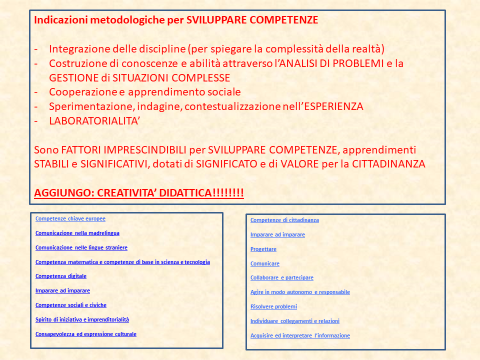 Indicazioni metodologiche per SVILUPPARE COMPETENZE
- Integrazione delle discipline (per spiegare la complessità della realtà)
- Costruzione di conoscenze e abilità attraverso l'ANALISI DI PROBLEMI e la
GESTIONE di SITUAZIONI COMPLESSE
- Cooperazione e apprendimento sociale
- Sperimentazione, indagine, contestualizzazione nell'ESPERIENZA
- LABORATORIALITA'
Sono FATTORI IMPRESCINDIBILI per SVILUPPARE COMPETENZE, apprendimenti
STABILI e SIGNIFICATIVI, dotati di SIGNIFICATO e di VALORE per la CITTADINANZA
AGGIUNGO: CREATIVITA' DIDATTICA!!!!!!!!
Competenze chiave europee
Comunicazione nella madrelingua
Comunicazione nelle lingue straniere
Competenza matematica e competenze di base in scienza e tecnologia
Competenza digitale
Imparare ad imparare
Competenze sociali e civiche
Spirito di iniziativa e imprenditorialità
Consapevolezza ed espressione culturale
Competenze di cittadinanza
Imparare ad imparare
Progettare
Comunicare
Collaborare e partecipare
Agire in modo autonomo e responsabile
Risolvere problemi
Individuare collegamenti e relazioni
Acquisire ed interpretare l'informazione